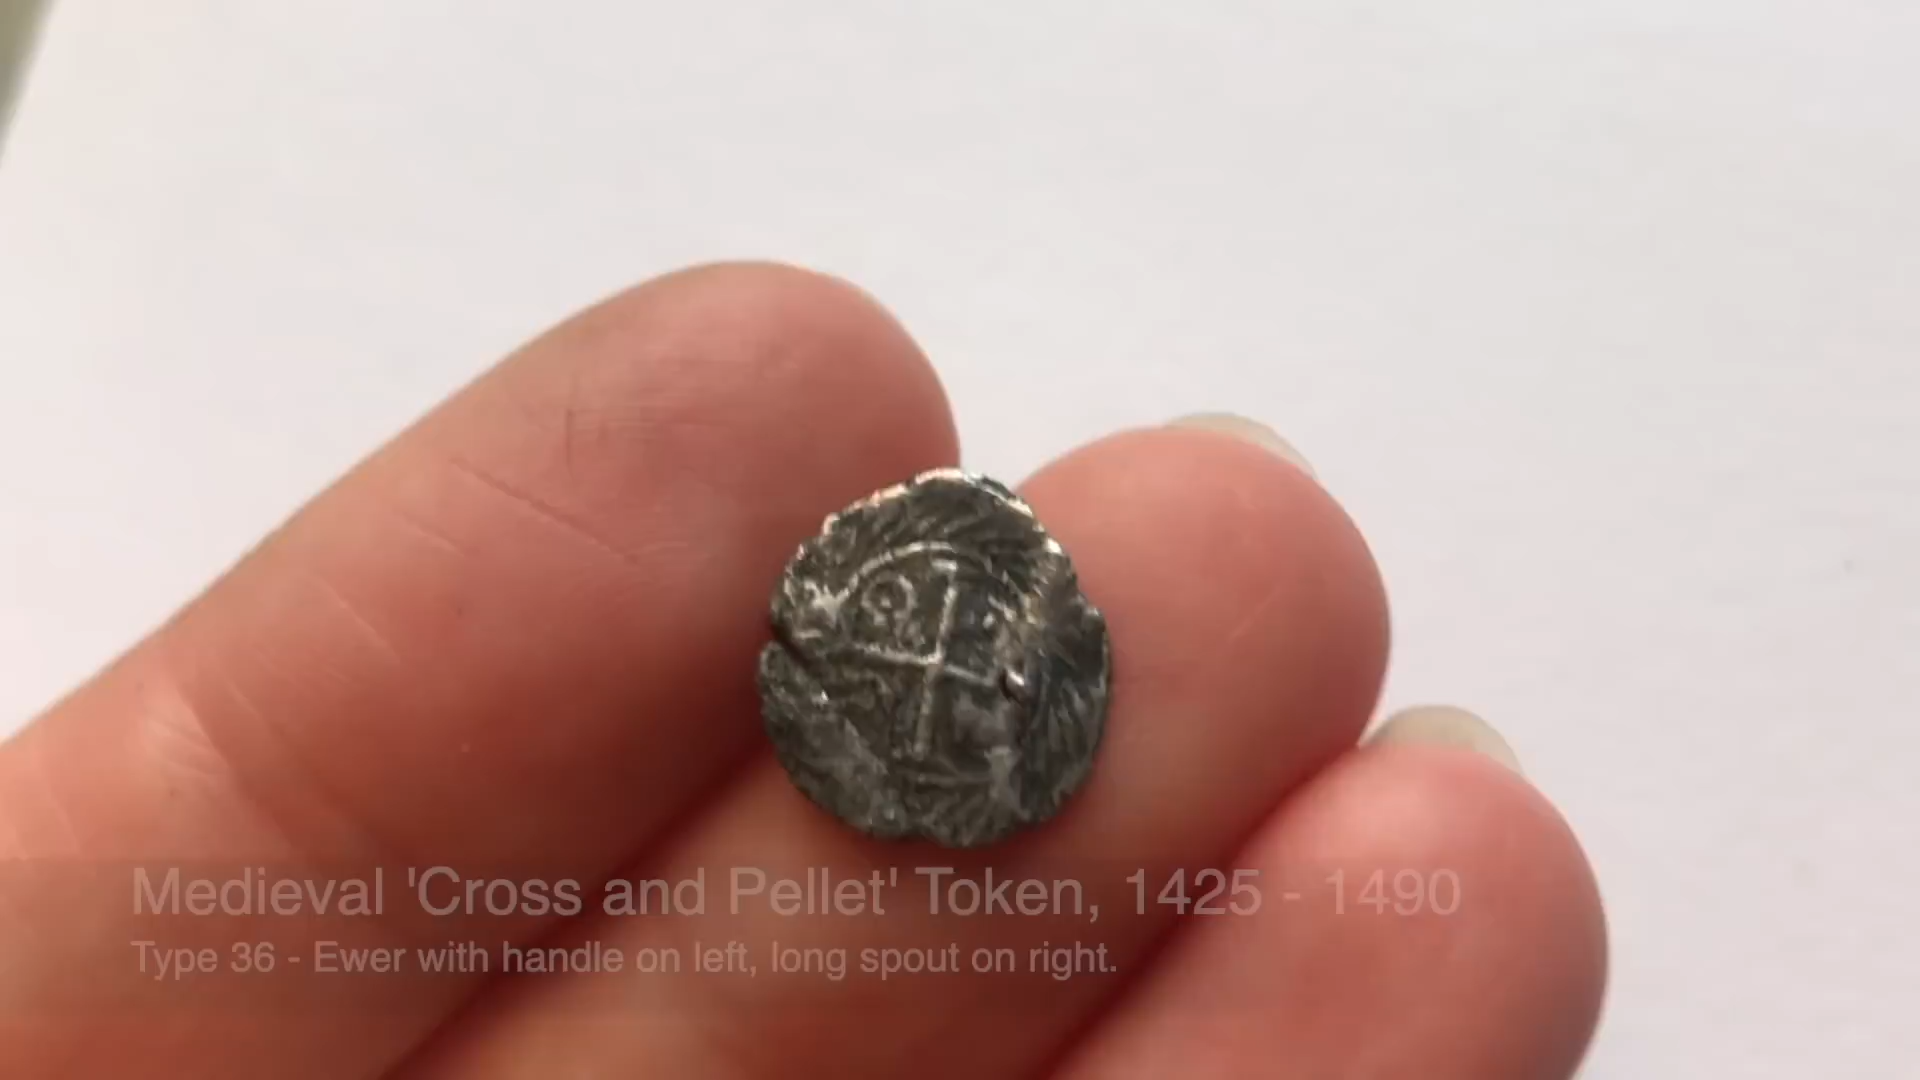 Medieval 'Cross and Pellet' Token, 1425 - 1490
Type 36 - Ewer with handle on left, long spout on right.